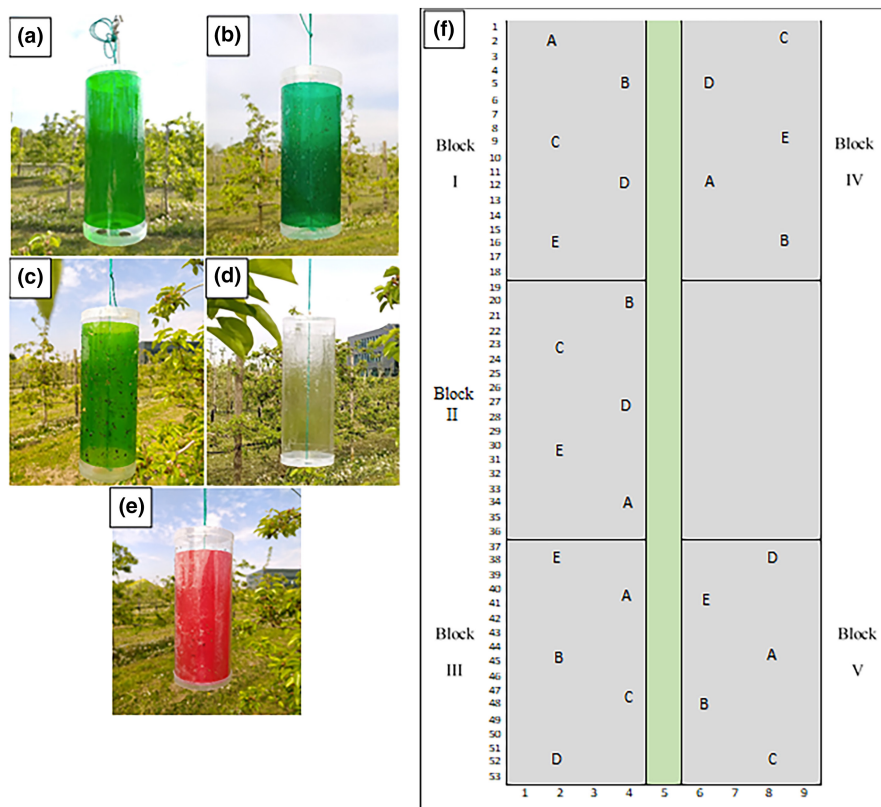 (a)
(b)
(c)
(d)
(e)
(f)
1
2 A C
3
4
5 B D
6
7
8
Block 9 C E Block
10
11
I 12 D A IV
13
14
15
16 E B
17
18
19
20 B
21
22
23 C
24
25
26
Block 27 D
II 28
29
30 E
31
32
33
34 A
35
36
37
38 E D
39
40
41 A E
42
43
Block 44 Block
45 B A
III 46 V
47
48 C B
49
50
51
52 D C
53
1 2 3 4 5 6 7 8 9